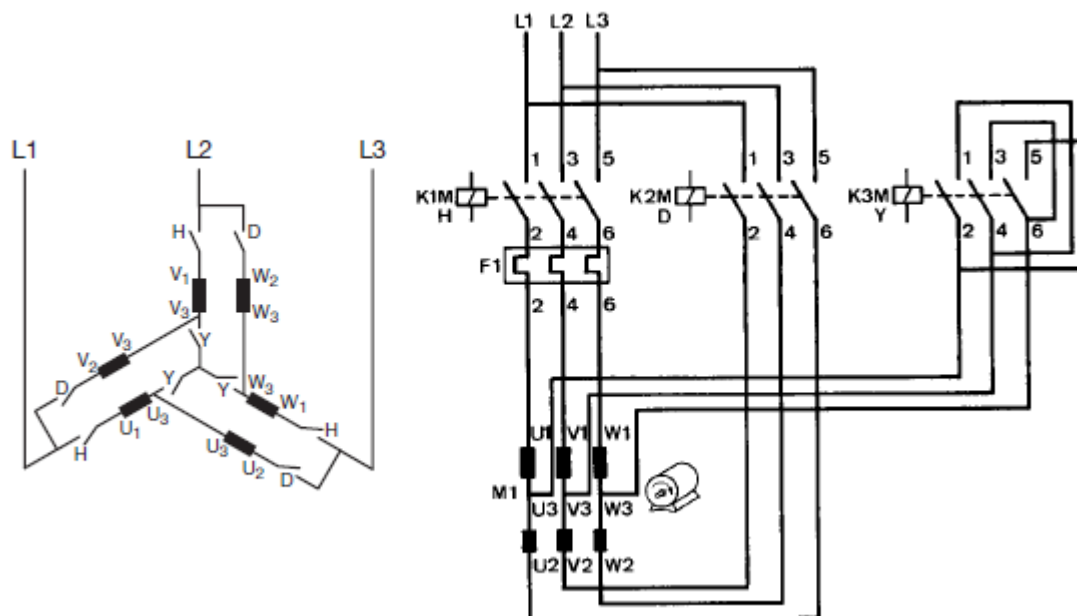 L1 L2 L3
H D
V1 W2
V3 W3
V3 Y
V2 Y Y W3
D W1
U1 U3 H
H U3
U2 D
L1 L2 L3
1 3 5 1 3 5 1 3 5
K1M K2M K3M
H D Y
2 4 6 2 4 6 2 4 6
F1
2 4 6
U1 V1 W1
M1
U3 V3 W3
U2 V2 W2